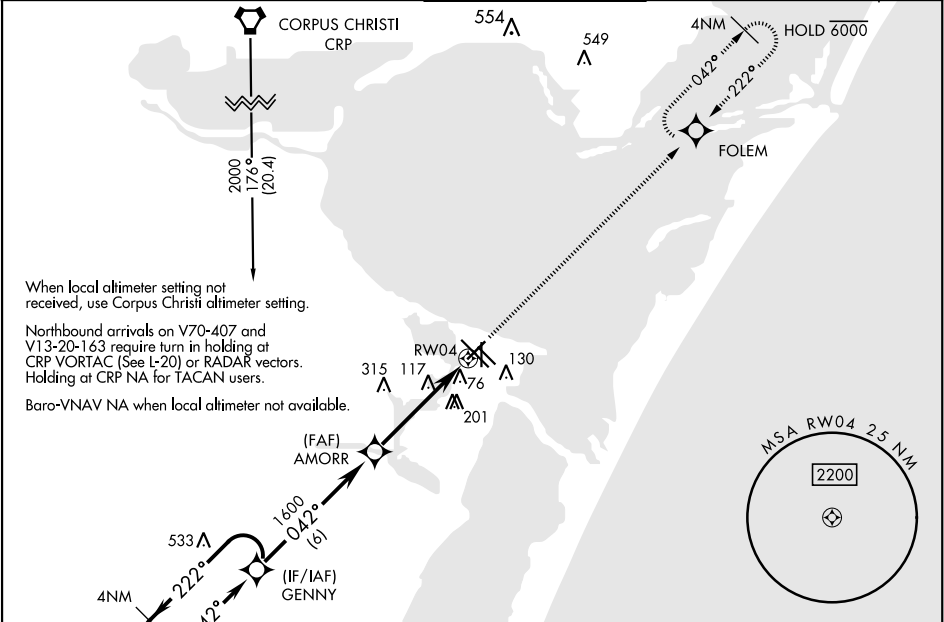 CORPUS CHRISTI
CRP
2000
176°
(20.4)
554
549
4NM
HOLD 6000
042°
222°
FOLEM
When local altimeter setting not
received, use Corpus Christi altimeter setting.
Northbound arrivals on V70-407 and
V13-20-163 require turn in holding at
CRP VORTAC (See L-20) or RADAR vectors.
Holding at CRP NA for TACAN users.
Baro-VNAV NA when local altimeter not available.
RW04
315
117
76
130
201
(FAF)
AMORR
1600
042°
(6)
533
222°
(IF/IAF)
GENNY
4NM
MSA RW04 25 NM
2200